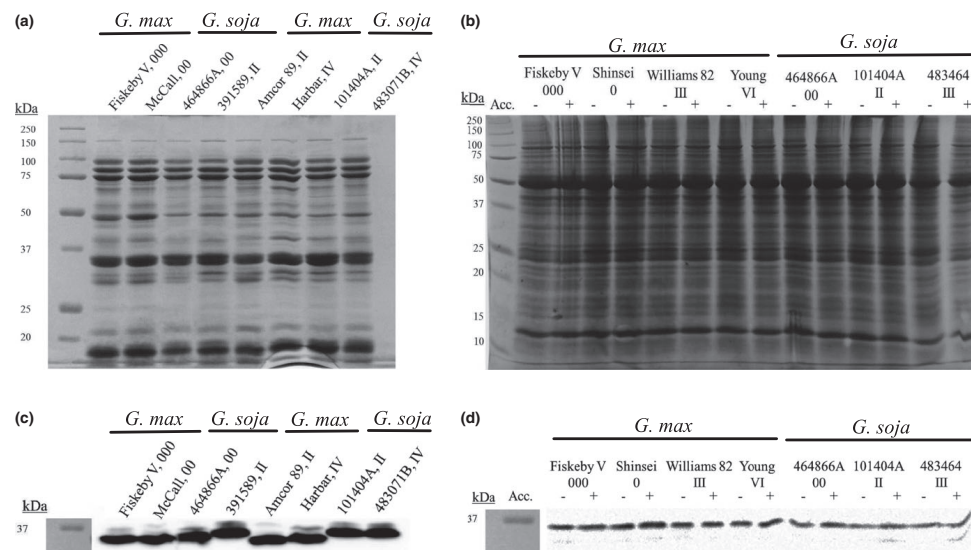 (a)
G. max G. soja G. max G. soja
Fiskeby V, 000
McCall, 00
464866A, 00
391589, II
Amcor 89, II
Harbar, IV
101404A, II
483071B, IV
kDa
250
150
100
75
50
37
25
20
(b)
G. max G. soja
Fiskeby V Shinsei Williams 82 Young 464866A 101404A 483464
000 0 III VI 00 II III
kDa Acc. - + - + - + - + - + - + - +
250
150
100
75
50
37
25
20
15
10
(c)
G. max G. soja G. max G. soja
Fiskeby V, 000
McCall, 00
464866A, 00
391589, II
Amcor 89, II
Harbar, IV
101404A, II
483071B, IV
kDa
37
(d)
G. max G. soja
Fiskeby V Shinsei Williams 82 Young 464866A 101404A 483464
000 0 III VI 00 II III
kDa Acc. - + - + - + - + - + - + - +
37